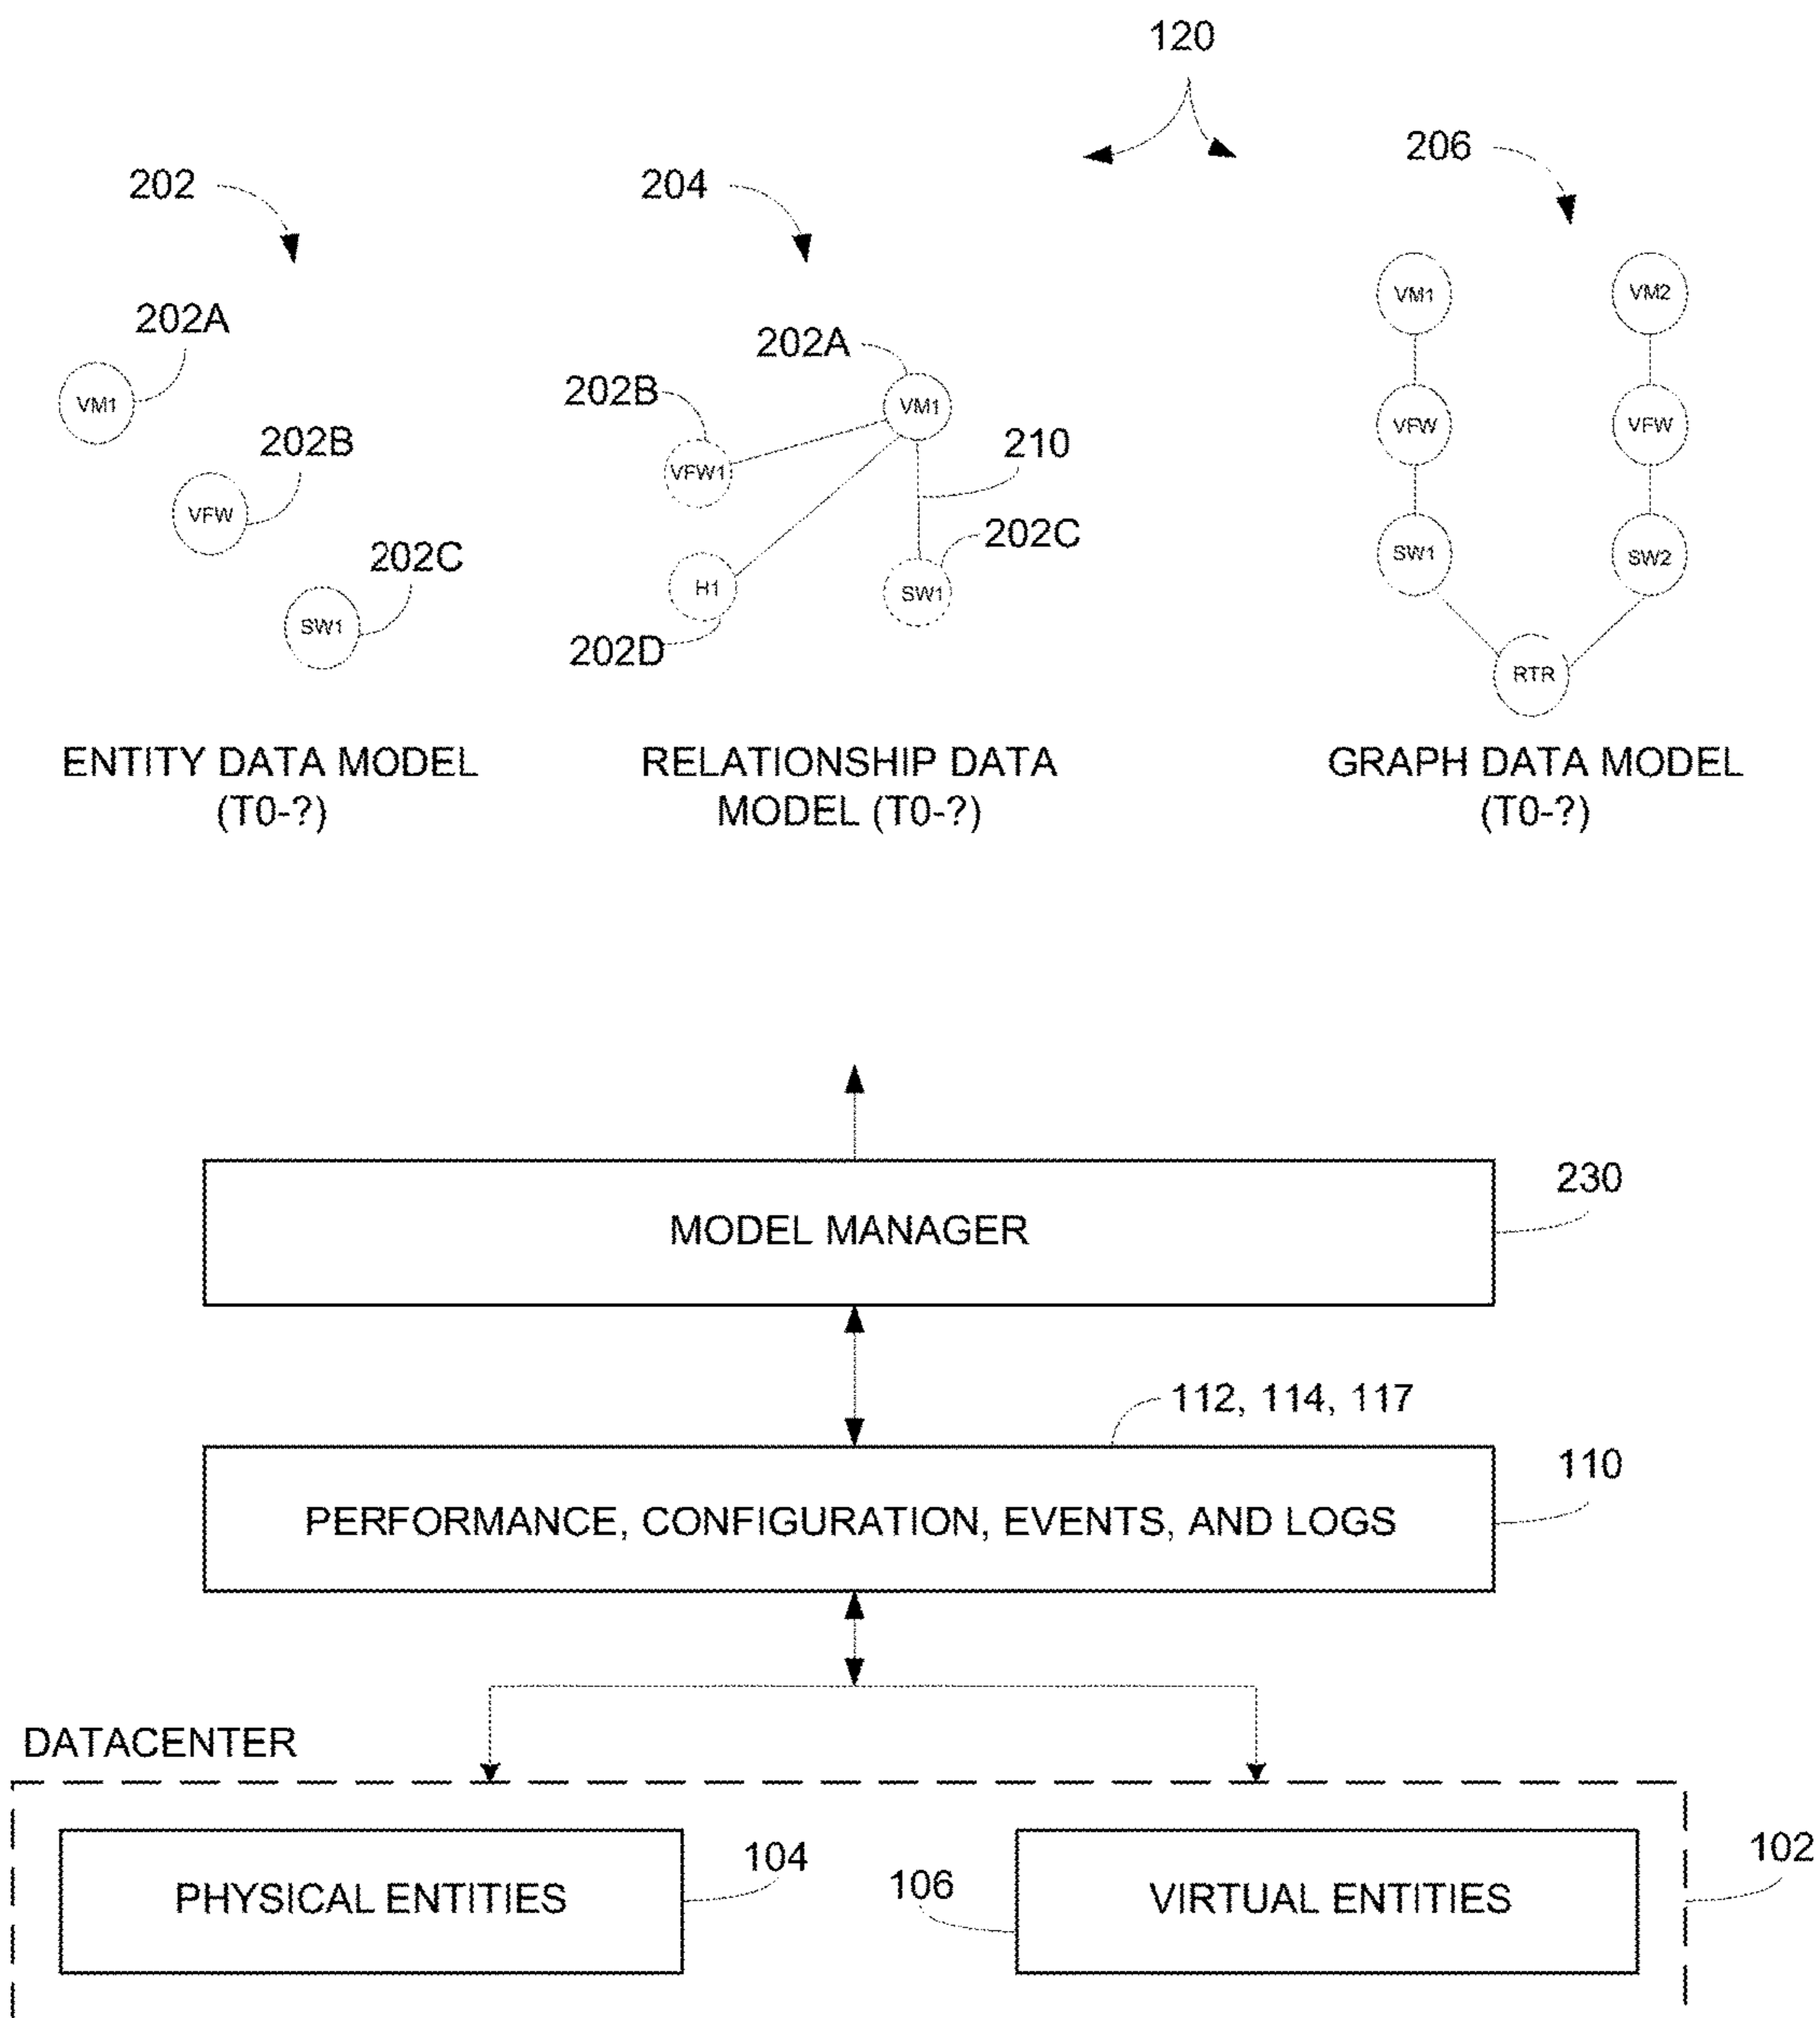 120
202
204
206
202A
VM1
202B
VFW
202C
SW1
202A
VM1
202B
VFW1
210
202C
SW1
H1
202D
VM1
VM2
VFW
VFW
SW1
SW2
RTR
ENTITY DATA MODEL
(T0-?)
RELATIONSHIP DATA
MODEL (T0-?)
GRAPH DATA MODEL
(T0-?)
230
MODEL MANAGER
112, 114, 117
110
PERFORMANCE, CONFIGURATION, EVENTS, AND LOGS
DATACENTER
PHYSICAL ENTITIES
104
106
VIRTUAL ENTITIES
102